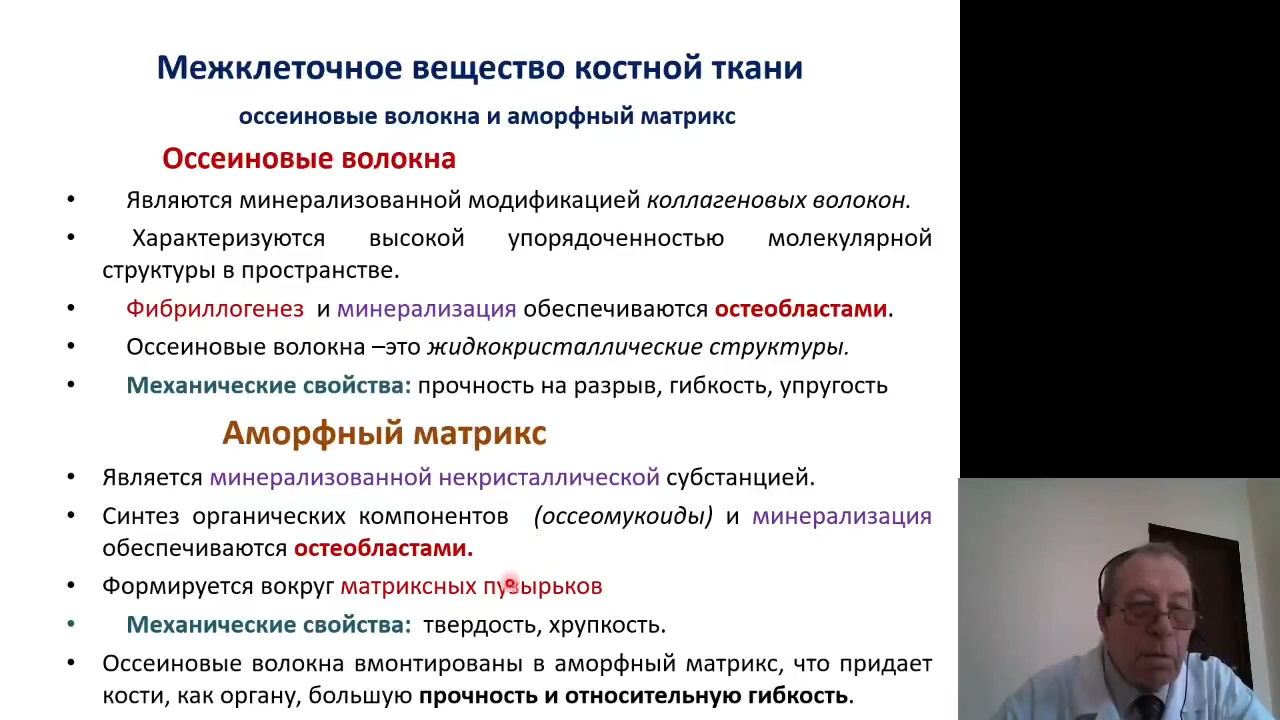 Межклеточное вещество костной ткани
оссеиновые волокна и аморфный матрикс
Оссеиновые волокна
• Являются минерализованной модификацией коллагеновых волокон.
• Характеризуются высокой упорядоченностью молекулярной
структуры в пространстве.
• Фибриллогенез и минерализация обеспечиваются остеобластами.
• Оссеиновые волокна –это жидкокристаллические структуры.
• Механические свойства: прочность на разрыв, гибкость, упругость
Аморфный матрикс
• Является минерализованной некристаллической субстанцией.
• Синтез органических компонентов (оссеомукоиды) и минерализация
обеспечиваются остеобластами.
• Формируется вокруг матриксных пузырьков
• Механические свойства: твердость, хрупкость.
• Оссеиновые волокна вмонтированы в аморфный матрикс, что придает
кости, как органу, большую прочность и относительную гибкость.